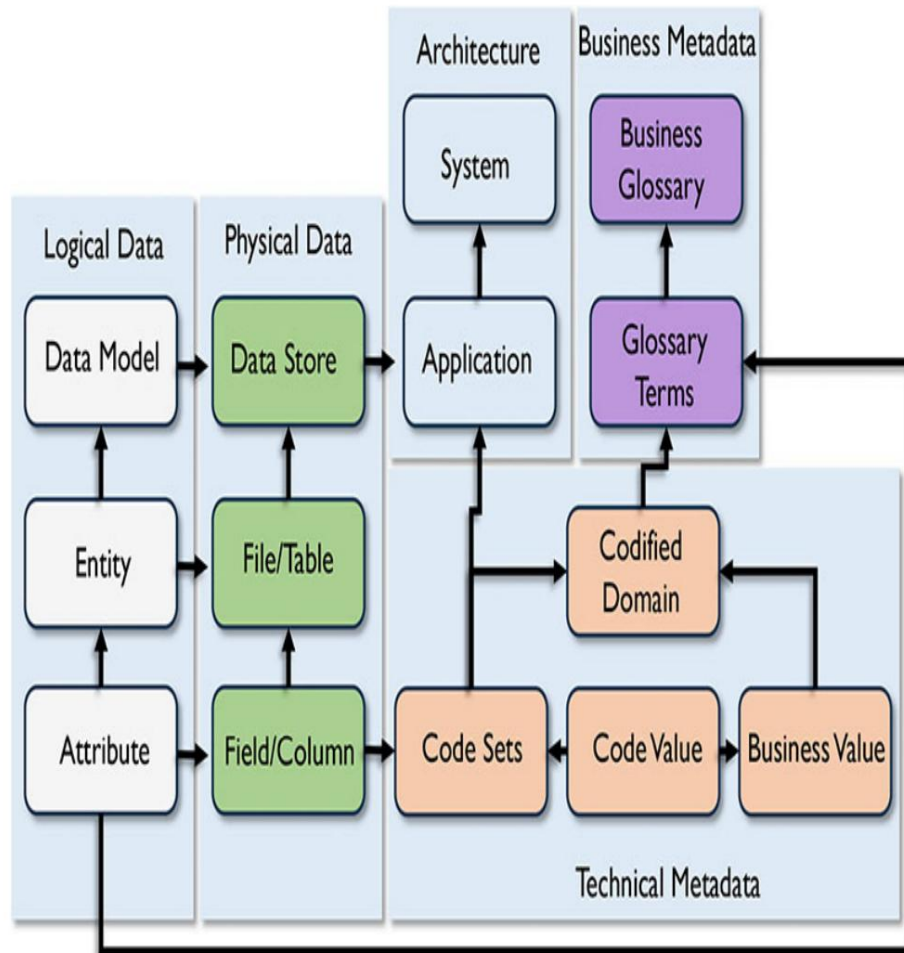 Architecture
Business Metadata
System
Business
Glossary
Logical Data
Physical Data
Data Model
Data Store
Application
Glossary
Terms
Entity
File/Table
Codified
Domain
Attribute
Field/Column
Code Sets
Code Value
Business Value
Technical Metadata